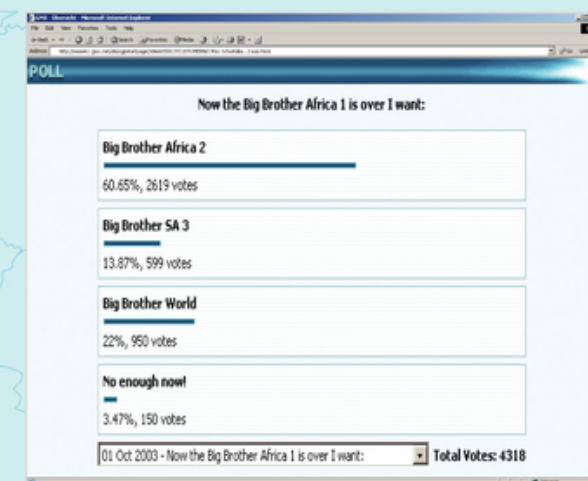 POLL
Now the Big Brother Africa 1 is over I want:
Big Brother Africa 2
60.65%, 2619 votes
Big Brother SA 3
13.87%, 599 votes
Big Brother World
22%, 950 votes
No enough now!
3.47%, 150 votes
01 Oct 2003 - Now the Big Brother Africa 1 is over I want: Total Votes: 4318